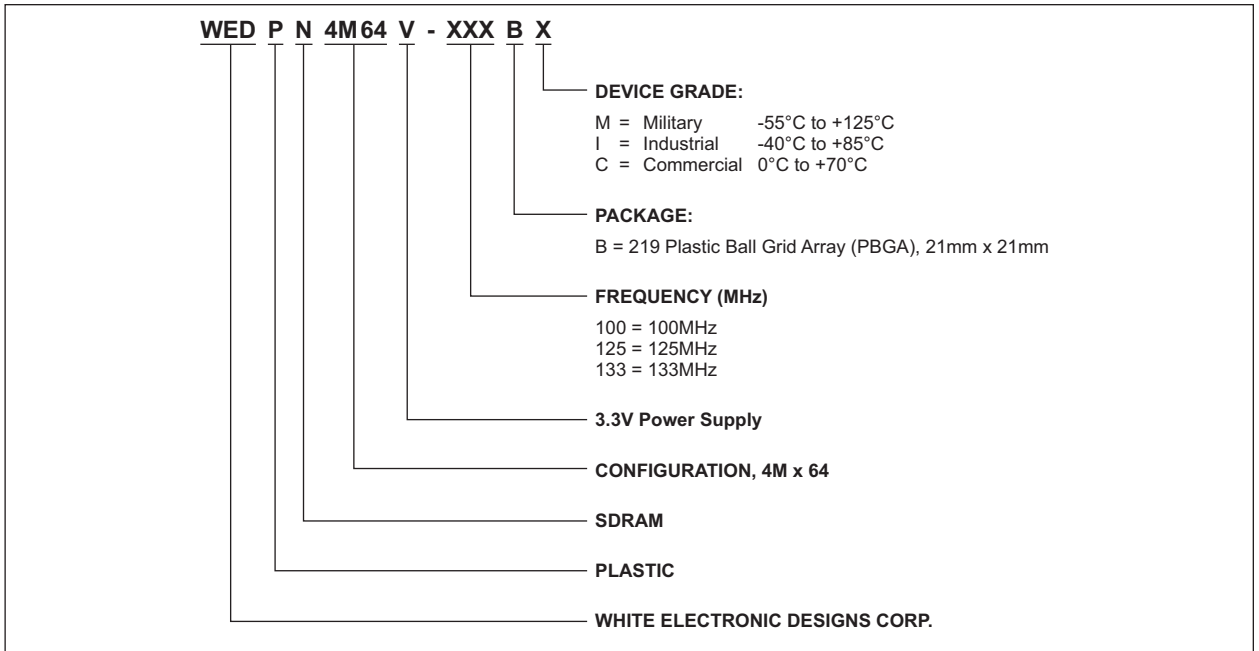 WED P N 4M64 V - XXX B X
DEVICE GRADE:
M = Military -55°C to +125°C
I = Industrial -40°C to +85°C
C = Commercial 0°C to +70°C
PACKAGE:
B = 219 Plastic Ball Grid Array (PBGA), 21mm x 21mm
FREQUENCY (MHz)
100 = 100MHz
125 = 125MHz
133 = 133MHz
3.3V Power Supply
CONFIGURATION, 4M x 64
SDRAM
PLASTIC
WHITE ELECTRONIC DESIGNS CORP.